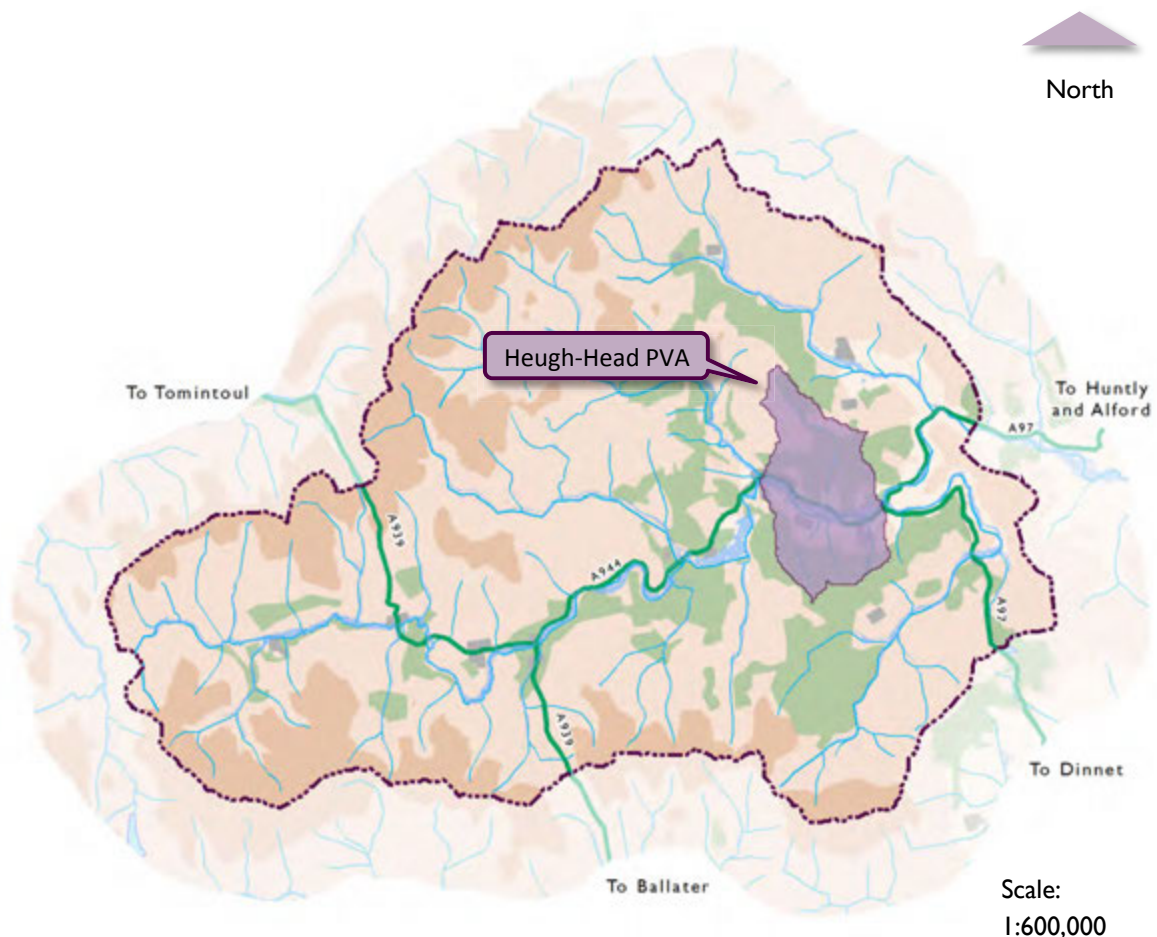 North
Heugh-Head PVA
To Tomintoul
To Huntly
and Alford
A97
A939
A944
A97
A939
To Dinnet
To Ballater
Scale:
1:600,000